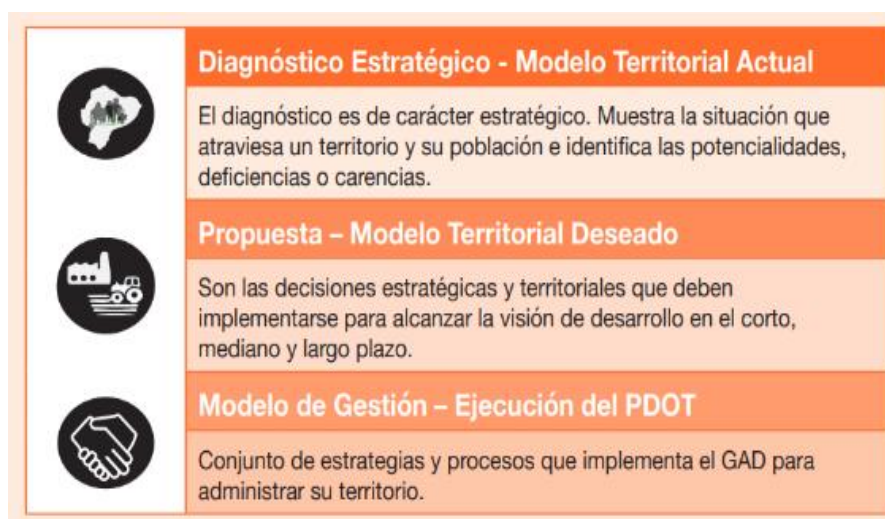 Diagnóstico Estratégico - Modelo Territorial Actual
El diagnóstico es de carácter estratégico. Muestra la situación que
atraviesa un territorio y su población e identifica las potencialidades,
deficiencias o carencias.
Propuesta – Modelo Territorial Deseado
Son las decisiones estratégicas y territoriales que deben
implementarse para alcanzar la visión de desarrollo en el corto,
mediano y largo plazo.
Modelo de Gestión – Ejecución del PDOT
Conjunto de estrategias y procesos que implementa el GAD para
administrar su territorio.